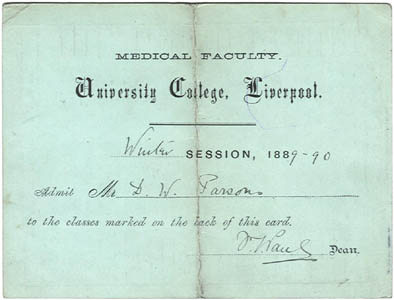 MEDICAL FACULTY.
University College, Liverpool.
Winter SESSION, 1889-90
Admit Mr D. W. Parsons
to the classes marked on the back of this card.
Dean.